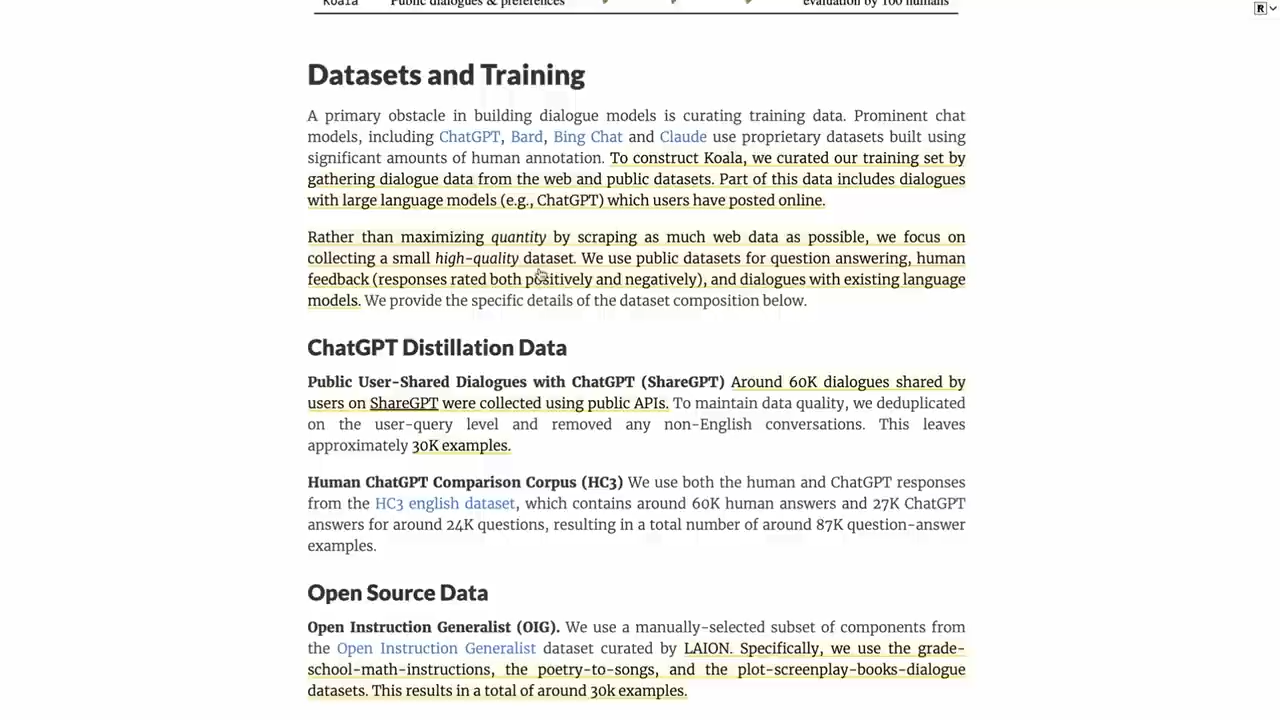 Koala Public dialogues & preferences evaluation by 100 humans
R
Datasets and Training
A primary obstacle in building dialogue models is curating training data. Prominent chat
models, including ChatGPT, Bard, Bing Chat and Claude use proprietary datasets built using
significant amounts of human annotation. To construct Koala, we curated our training set by
gathering dialogue data from the web and public datasets. Part of this data includes dialogues
with large language models (e.g., ChatGPT) which users have posted online.
Rather than maximizing quantity by scraping as much web data as possible, we focus on
collecting a small high-quality dataset. We use public datasets for question answering, human
feedback (responses rated both positively and negatively), and dialogues with existing language
models. We provide the specific details of the dataset composition below.
ChatGPT Distillation Data
Public User-Shared Dialogues with ChatGPT (ShareGPT) Around 60K dialogues shared by
users on ShareGPT were collected using public APIs. To maintain data quality, we deduplicated
on the user-query level and removed any non-English conversations. This leaves
approximately 30K examples.
Human ChatGPT Comparison Corpus (HC3) We use both the human and ChatGPT responses
from the HC3 english dataset, which contains around 60K human answers and 27K ChatGPT
answers for around 24K questions, resulting in a total number of around 87K question-answer
examples.
Open Source Data
Open Instruction Generalist (OIG). We use a manually-selected subset of components from
the Open Instruction Generalist dataset curated by LAION. Specifically, we use the grade-
school-math-instructions, the poetry-to-songs, and the plot-screenplay-books-dialogue
datasets. This results in a total of around 30k examples.